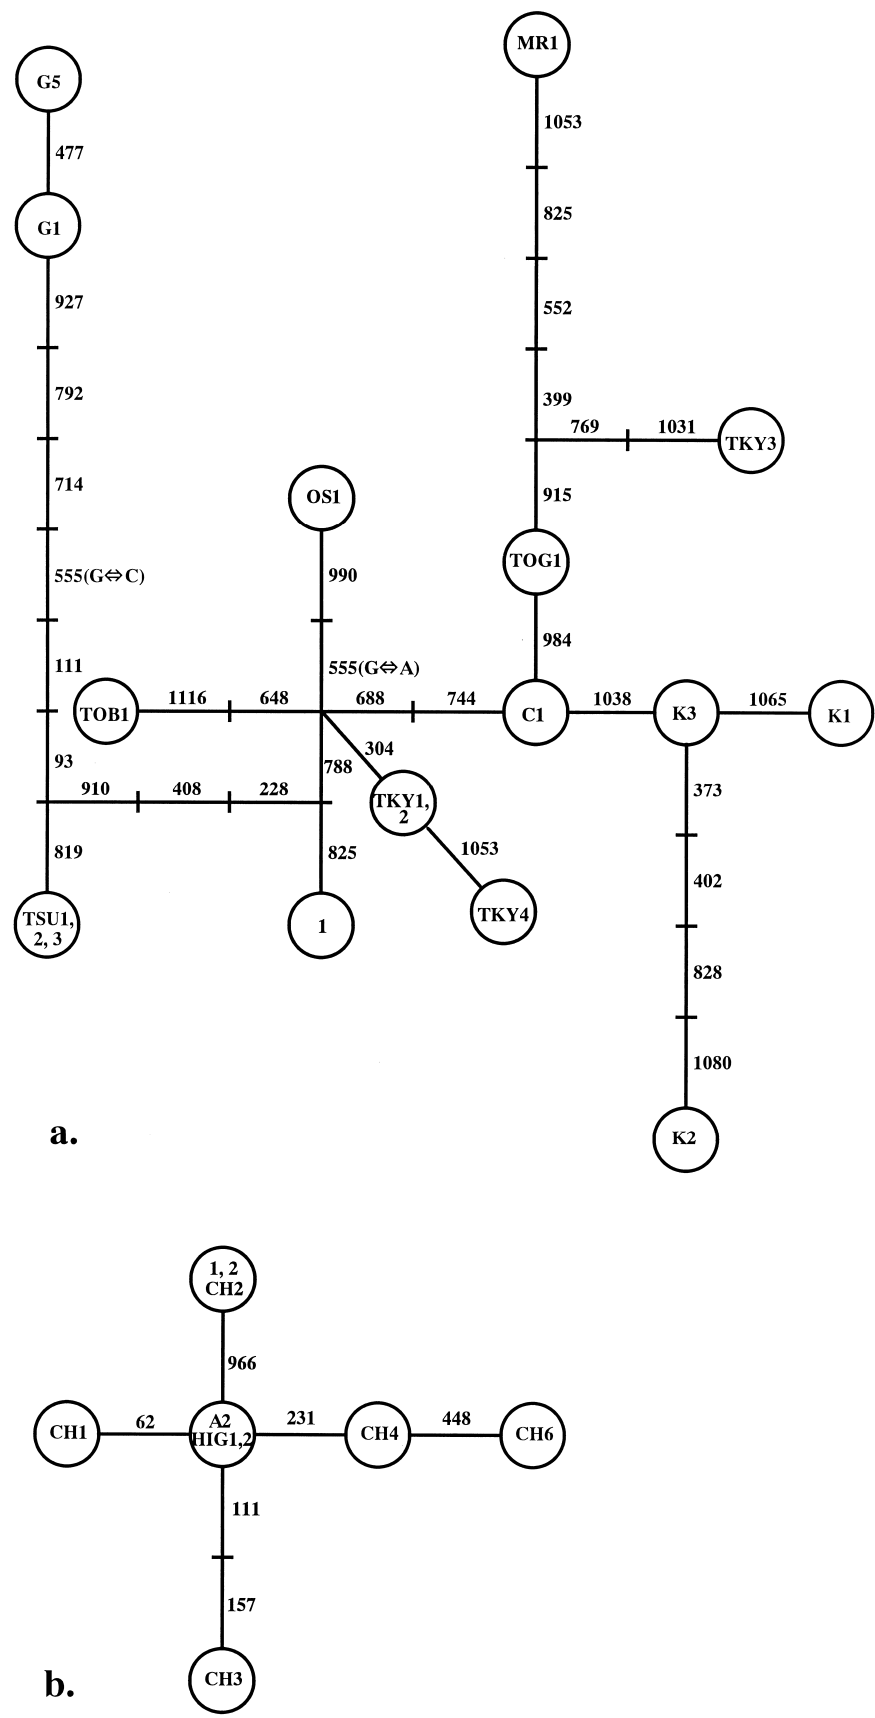 MR1
G5
1053
477
825
G1
927
552
792
399
769
1031
TKY3
714
915
OS1
TOG1
555(G⇔C)
990
984
111
555(G⇔A)
TOB1
1116
648
688
744
C1
1038
K3
1065
K1
93
304
788
910
408
228
TKY1,
2
373
819
825
1053
402
TSU1,
2, 3
1
TKY4
828
1080
a.
K2
1, 2
CH2
966
CH1
62
A2
HIG1,2
231
CH4
448
CH6
111
157
CH3
b.